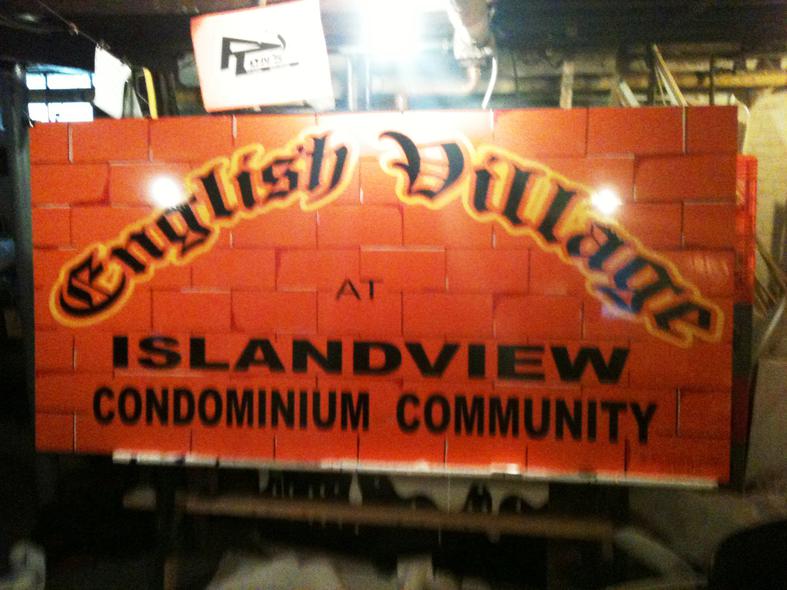 English Village
AT
ISLANDVIEW
CONDOMINIUM COMMUNITY